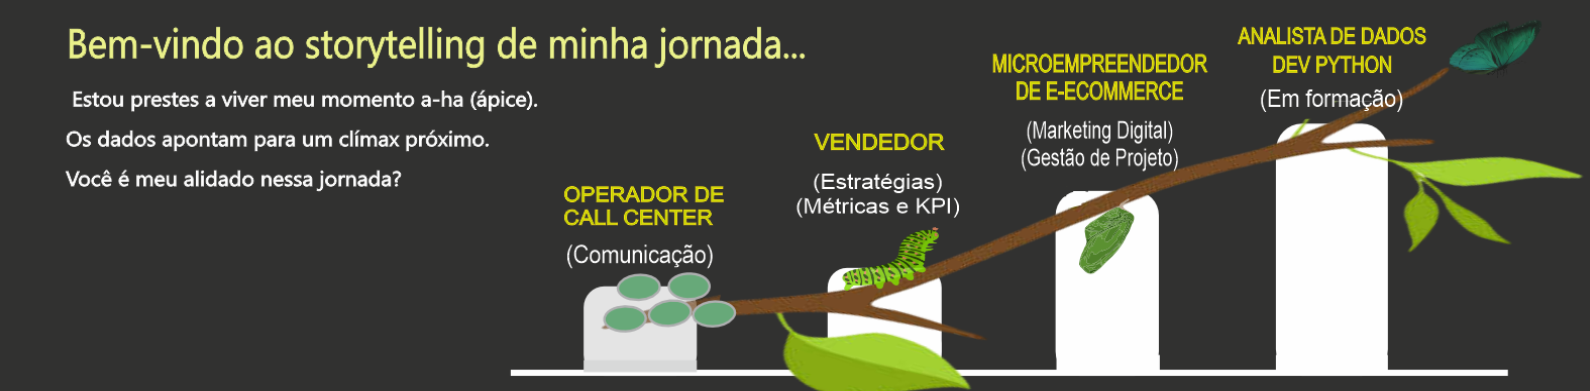 Bem-vindo ao storytelling de minha jornada...
Estou prestes a viver meu momento a-ha (ápice).
Os dados apontam para um clímax próximo.
Você é meu alidado nessa jornada?
OPERADOR DE
CALL CENTER
(Comunicação)
VENDEDOR
(Estratégias)
(Métricas e KPI)
MICROEMPREENDEDOR
DE E-ECOMMERCE
(Marketing Digital)
(Gestão de Projeto)
ANALISTA DE DADOS
DEV PYTHON
(Em formação)